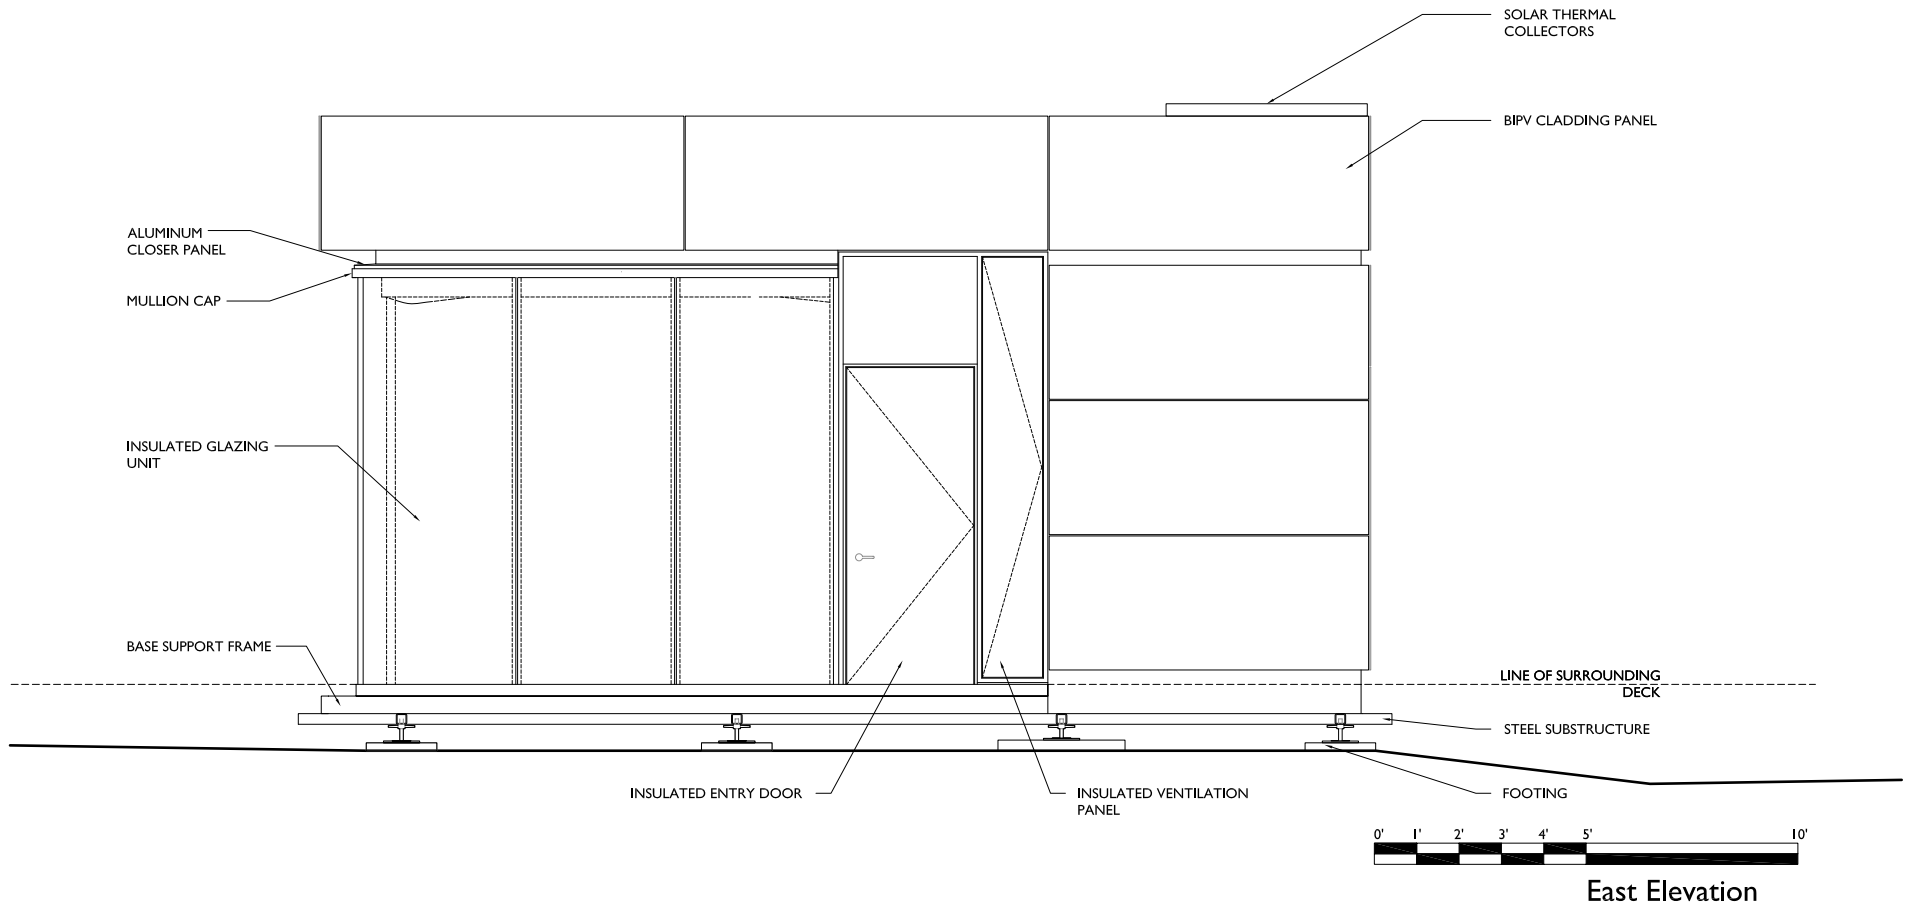 SOLAR THERMAL
COLLECTORS
BIPV CLADDING PANEL
ALUMINUM
CLOSER PANEL
MULLION CAP
INSULATED GLAZING
UNIT
BASE SUPPORT FRAME
LINE OF SURROUNDING
DECK
STEEL SUBSTRUCTURE
INSULATED ENTRY DOOR
INSULATED VENTILATION
PANEL
FOOTING
0' 1' 2' 3' 4' 5' 10'
East Elevation